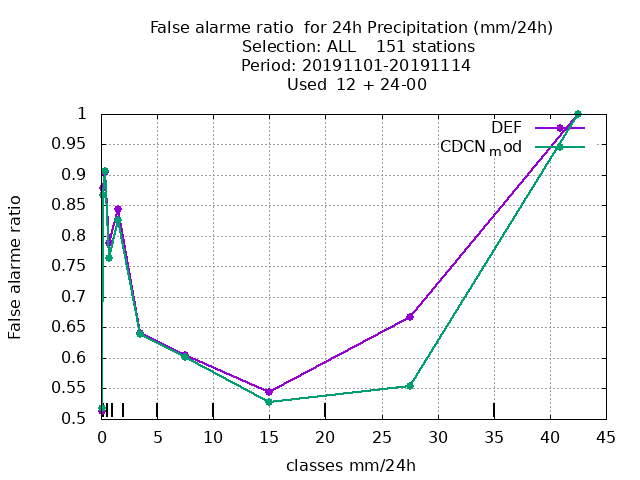 False alarme ratio  for 24h Precipitation (mm/24h)
Selection: ALL    151 stations
Period: 20191101-20191114
Used  12 + 24-00
DEF
CDCNmod
1
0.95
0.9
0.85
0.8
0.75
0.7
0.65
0.6
0.55
0.5
False alarme ratio
0 5 10 15 20 25 30 35 40 45
classes mm/24h